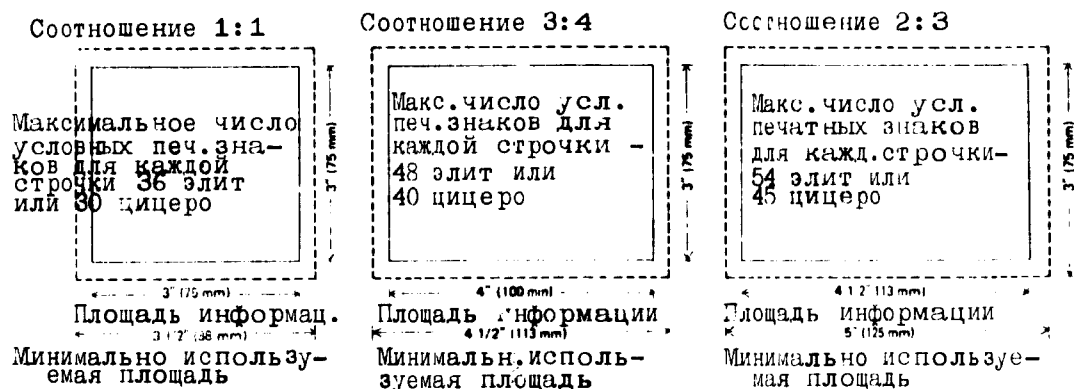 Соотношение 1:1
Максимальное число
условных печ.зна-
ков для каждой
строчки 36 элит
или 30 цицеро
3" (75 mm)
3" (75 mm)
Площадь информац.
3 1/2" (88 mm)
Минимально использу-
емая площадь
Соотношение 3:4
Макс.число усл.
печ.знаков для
каждой строчки -
48 элит или
40 цицеро
3" (75 mm)
4" (100 mm)
Площадь информации
4 1/2" (113 mm)
Минимальн.исполь-
зуемая площадь
Соотношение 2:3
Макс.число усл.
печатных знаков
для кажд.строчки-
54 элит или
45 цицеро
3" (75 mm)
4 1 2" (113 mm)
Площадь информации
5" (125 mm)
Минимально используе-
мая площадь